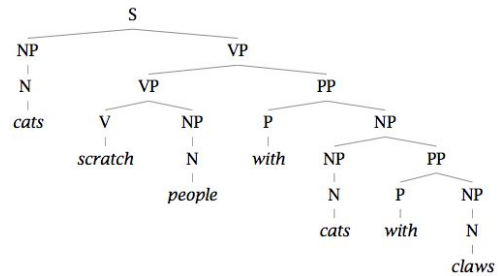 S
NP VP
N VP PP
cats V NP P NP
scratch N with NP PP
people N P NP
cats with N
claws